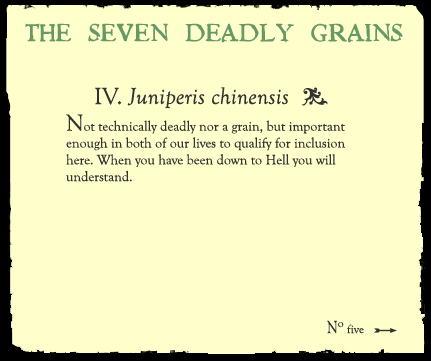 THE SEVEN DEADLY GRAINS
IV. Juniperis chinensis
Not technically deadly nor a grain, but important
enough in both of our lives to qualify for inclusion
here. When you have been down to Hell you will
understand.
Nº five